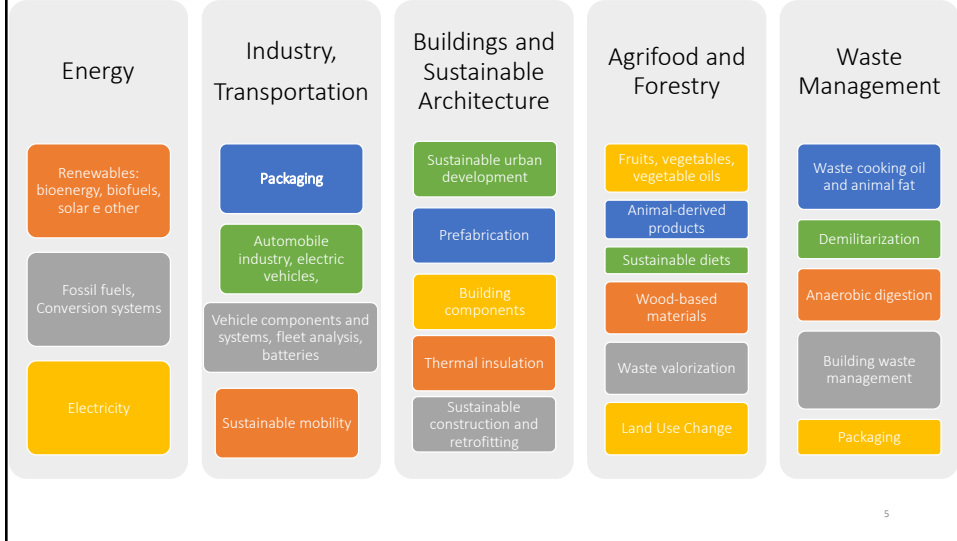 Energy
Renewables:
bioenergy, biofuels,
solar e other
Fossil fuels,
Conversion systems
Electricity
Industry,
Transportation
Packaging
Automobile
industry, electric
vehicles,
Vehicle components and
systems, fleet analysis,
batteries
Sustainable mobility
Buildings and
Sustainable
Architecture
Sustainable urban
development
Prefabrication
Building
components
Thermal insulation
Sustainable
construction and
retrofitting
Agrifood and
Forestry
Fruits, vegetables,
vegetable oils
Animal-derived
products
Sustainable diets
Wood-based
materials
Waste valorization
Land Use Change
Waste
Management
Waste cooking oil
and animal fat
Demilitarization
Anaerobic digestion
Building waste
management
Packaging
5